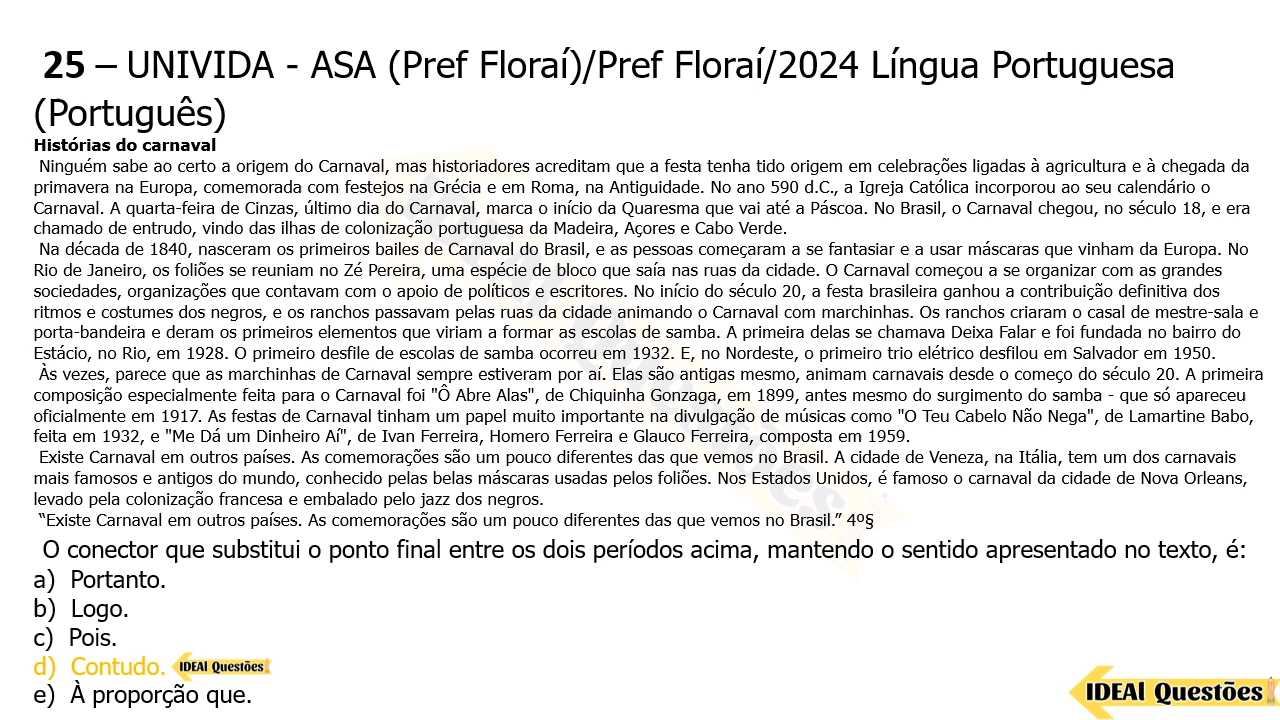 25 – UNIVIDA - ASA (Pref Floraí)/Pref Floraí/2024 Língua Portuguesa
(Português)
Histórias do carnaval
Ninguém sabe ao certo a origem do Carnaval, mas historiadores acreditam que a festa tenha tido origem em celebrações ligadas à agricultura e à chegada da
primavera na Europa, comemorada com festejos na Grécia e em Roma, na Antiguidade. No ano 590 d.C., a Igreja Católica incorporou ao seu calendário o
Carnaval. A quarta-feira de Cinzas, último dia do Carnaval, marca o início da Quaresma que vai até a Páscoa. No Brasil, o Carnaval chegou, no século 18, e era
chamado de entrudo, vindo das ilhas de colonização portuguesa da Madeira, Açores e Cabo Verde.
Na década de 1840, nasceram os primeiros bailes de Carnaval do Brasil, e as pessoas começaram a se fantasiar e a usar máscaras que vinham da Europa. No
Rio de Janeiro, os foliões se reuniam no Zé Pereira, uma espécie de bloco que saía nas ruas da cidade. O Carnaval começou a se organizar com as grandes
sociedades, organizações que contavam com o apoio de políticos e escritores. No início do século 20, a festa brasileira ganhou a contribuição definitiva dos
ritmos e costumes dos negros, e os ranchos passavam pelas ruas da cidade animando o Carnaval com marchinhas. Os ranchos criaram o casal de mestre-sala e
porta-bandeira e deram os primeiros elementos que viriam a formar as escolas de samba. A primeira delas se chamava Deixa Falar e foi fundada no bairro do
Estácio, no Rio, em 1928. O primeiro desfile de escolas de samba ocorreu em 1932. E, no Nordeste, o primeiro trio elétrico desfilou em Salvador em 1950.
Às vezes, parece que as marchinhas de Carnaval sempre estiveram por aí. Elas são antigas mesmo, animam carnavais desde o começo do século 20. A primeira
composição especialmente feita para o Carnaval foi "Ô Abre Alas", de Chiquinha Gonzaga, em 1899, antes mesmo do surgimento do samba - que só apareceu
oficialmente em 1917. As festas de Carnaval tinham um papel muito importante na divulgação de músicas como "O Teu Cabelo Não Nega", de Lamartine Babo,
feita em 1932, e "Me Dá um Dinheiro Aí", de Ivan Ferreira, Homero Ferreira e Glauco Ferreira, composta em 1959.
Existe Carnaval em outros países. As comemorações são um pouco diferentes das que vemos no Brasil. A cidade de Veneza, na Itália, tem um dos carnavais
mais famosos e antigos do mundo, conhecido pelas belas máscaras usadas pelos foliões. Nos Estados Unidos, é famoso o carnaval da cidade de Nova Orleans,
levado pela colonização francesa e embalado pelo jazz dos negros.
“Existe Carnaval em outros países. As comemorações são um pouco diferentes das que vemos no Brasil.” 4º§
O conector que substitui o ponto final entre os dois períodos acima, mantendo o sentido apresentado no texto, é:
a) Portanto.
b) Logo.
c) Pois.
d) Contudo. IDEAl Questões
e) À proporção que.
IDEAl Questões
IDEAl Questões